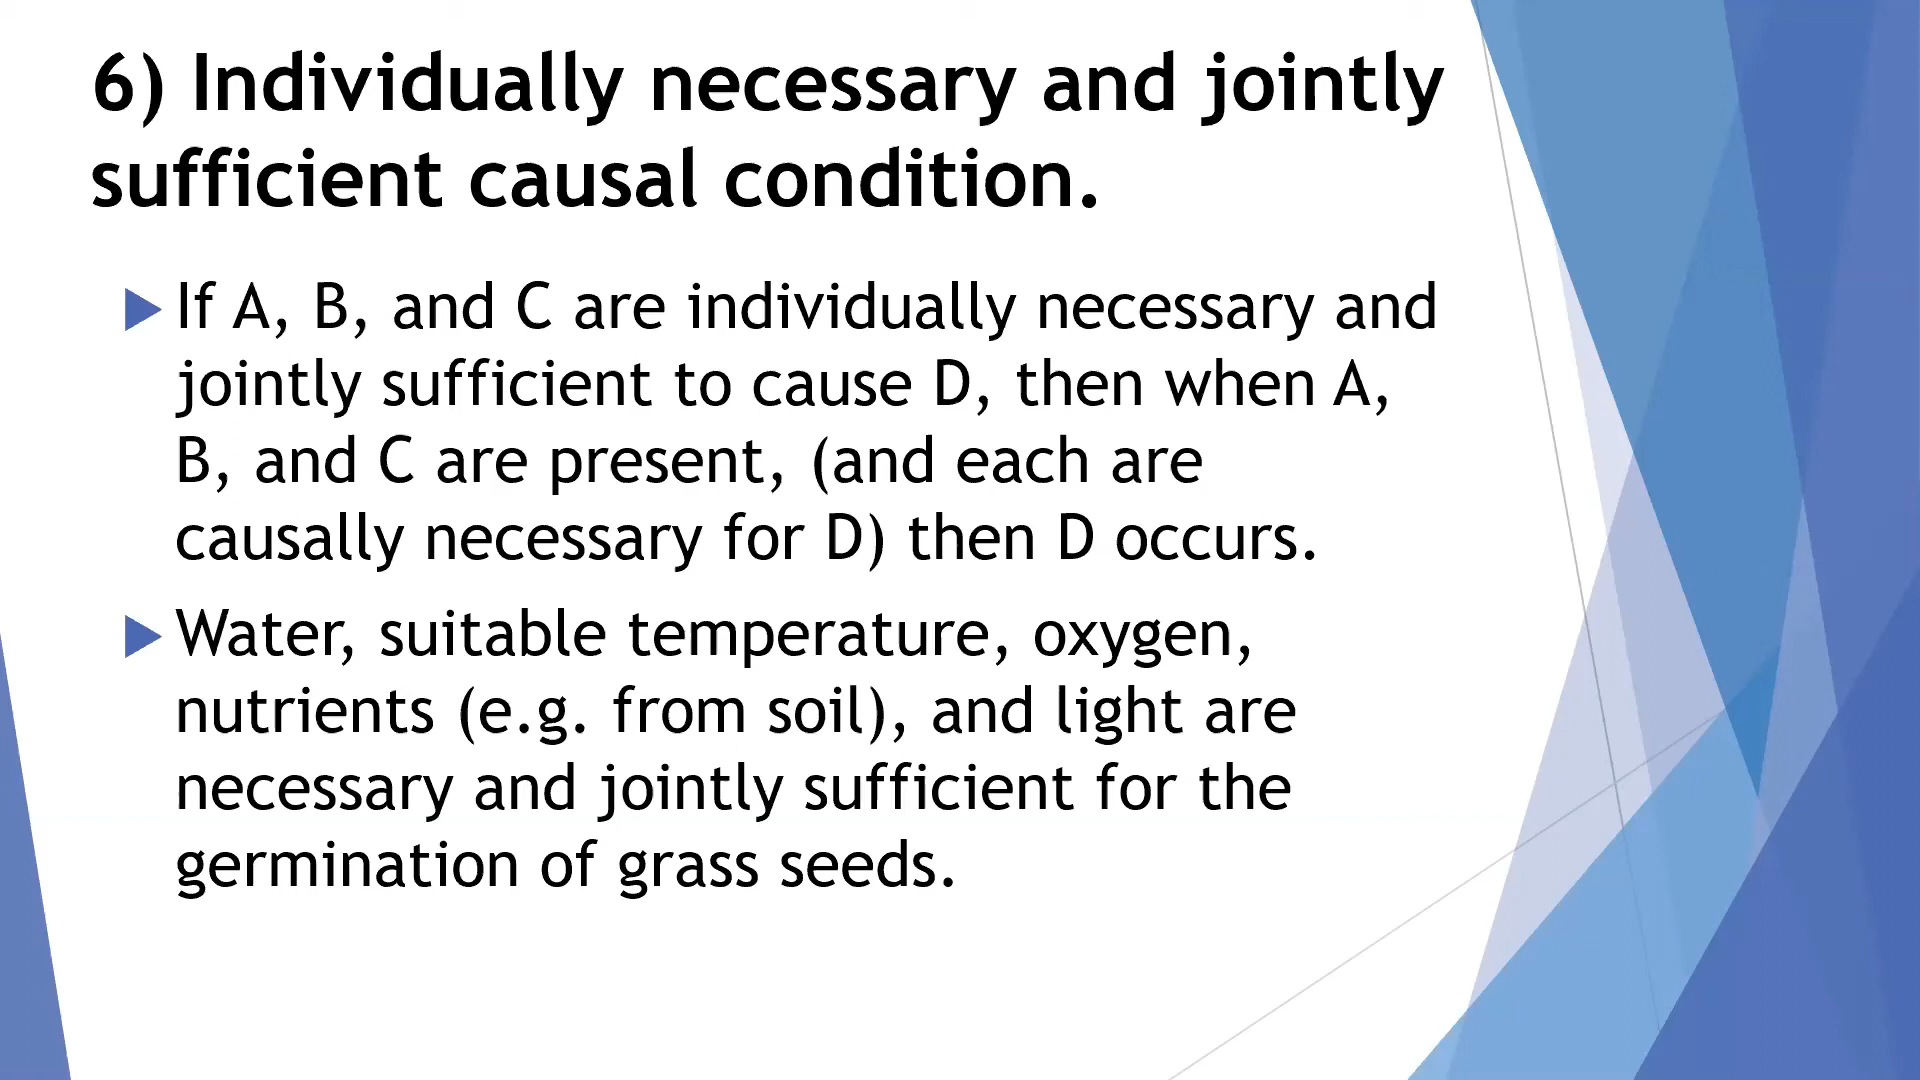 6) Individually necessary and jointly
sufficient causal condition.
If A, B, and C are individually necessary and
jointly sufficient to cause D, then when A,
B, and C are present, (and each are
causally necessary for D) then D occurs.
Water, suitable temperature, oxygen,
nutrients (e.g. from soil), and light are
necessary and jointly sufficient for the
germination of grass seeds.